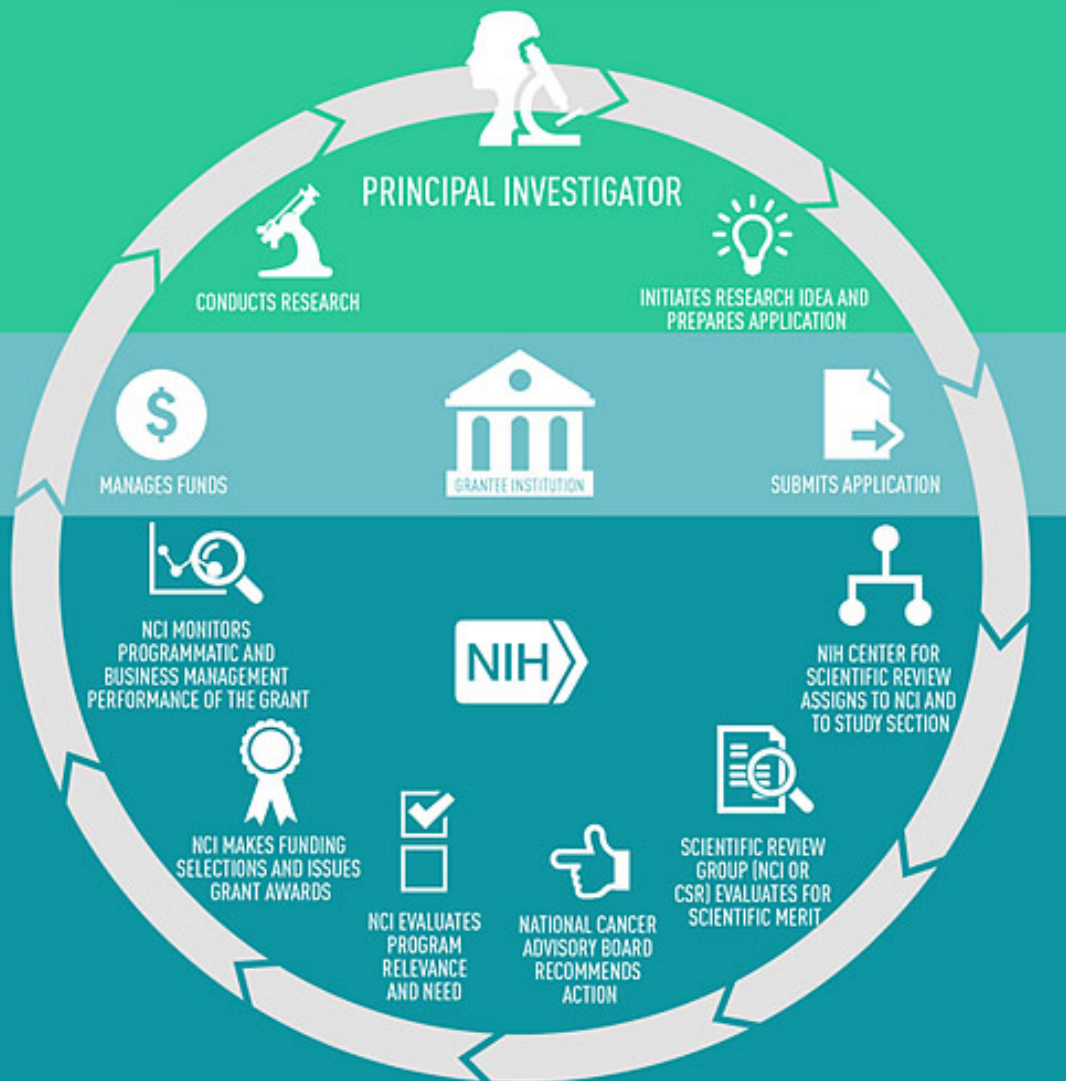 PRINCIPAL INVESTIGATOR
CONDUCTS RESEARCH
INITIATES RESEARCH IDEA AND
PREPARES APPLICATION
$
MANAGES FUNDS
GRANTEE INSTITUTION
SUBMITS APPLICATION
NCI MONITORS
PROGRAMMATIC AND
BUSINESS MANAGEMENT
PERFORMANCE OF THE GRANT
NIH
NIH CENTER FOR
SCIENTIFIC REVIEW
ASSIGNS TO NCI AND
TO STUDY SECTION
NCI MAKES FUNDING
SELECTIONS AND ISSUES
GRANT AWARDS
NCI EVALUATES
PROGRAM
RELEVANCE
AND NEED
NATIONAL CANCER
ADVISORY BOARD
RECOMMENDS
ACTION
SCIENTIFIC REVIEW
GROUP (NCI OR
CSR) EVALUATES FOR
SCIENTIFIC MERIT